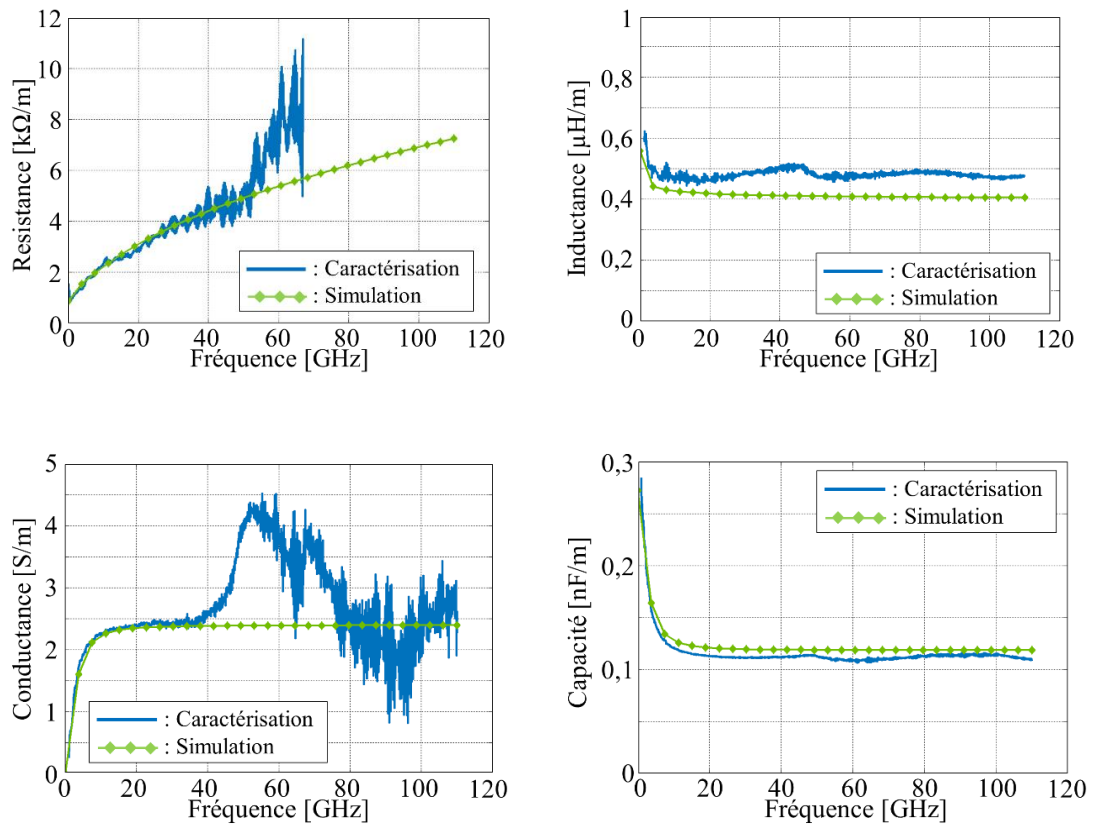 Resistance [kΩ/m]
12
10
8
6
4
2
0
0 20 40 60 80 100 120
Fréquence [GHz]
: Caractérisation
: Simulation
Inductance [µH/m]
1
0,8
0,6
0,4
0,2
0
0 20 40 60 80 100 120
Fréquence [GHz]
: Caractérisation
: Simulation
Conductance [S/m]
5
4
3
2
1
0
0 20 40 60 80 100 120
Fréquence [GHz]
: Caractérisation
: Simulation
Capacité [nF/m]
0,3
0,2
0,1
0
0 20 40 60 80 100 120
Fréquence [GHz]
: Caractérisation
: Simulation